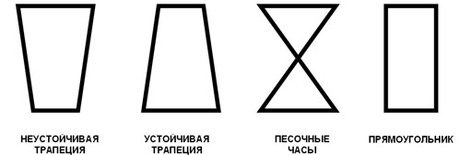 НЕУСТОЙЧИВАЯ
ТРАПЕЦИЯ
УСТОЙЧИВАЯ
ТРАПЕЦИЯ
ПЕСОЧНЫЕ
ЧАСЫ
ПРЯМОУГОЛЬНИК